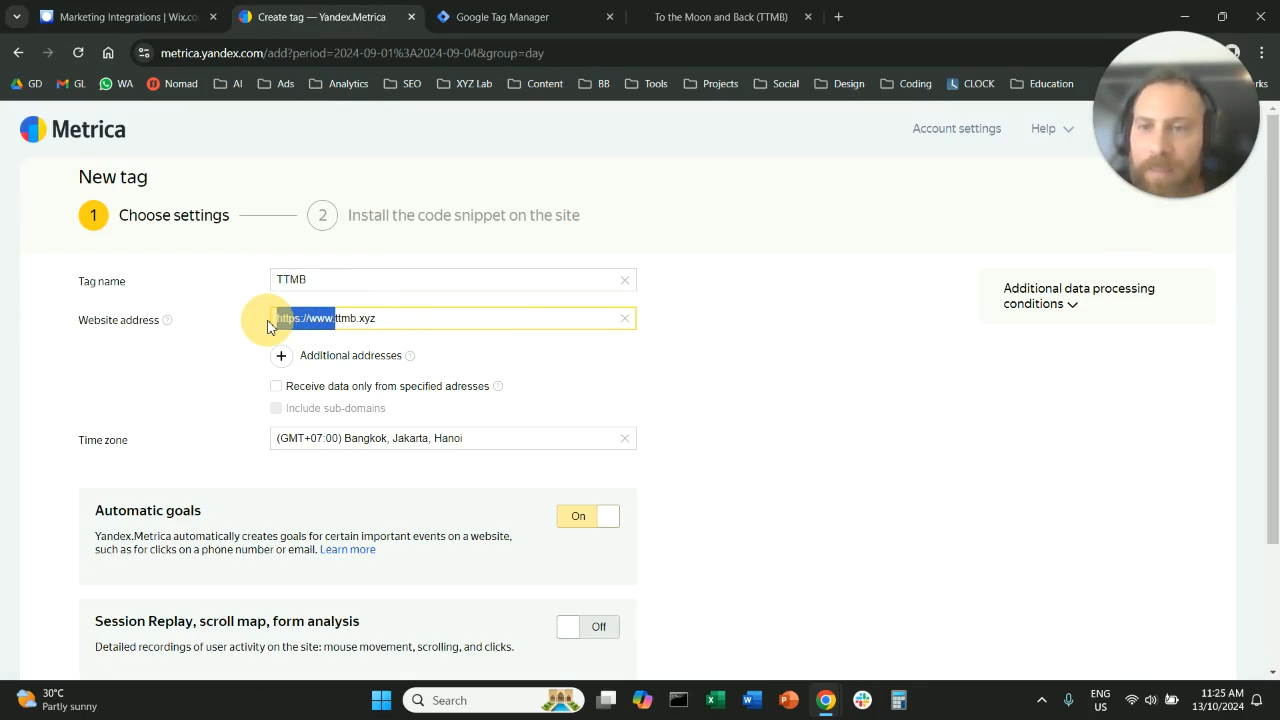 Marketing Integrations | Wix.co
Create tag — Yandex.Metrica
Google Tag Manager
To the Moon and Back (TTMB)
metrica.yandex.com/add?period=2024-09-01%3A2024-09-04&group=day
GD
GL
WA
Nomad
AI
Ads
Analytics
SEO
XYZ Lab
Content
BB
Tools
Projects
Social
Design
Coding
CLOCK
Education
Metrica
Account settings
Help
New tag
1 Choose settings
2 Install the code snippet on the site
Tag name
TTMB
Website address
https://www.ttmb.xyz
Additional addresses
Receive data only from specified adresses
Include sub-domains
Time zone
(GMT+07:00) Bangkok, Jakarta, Hanoi
Additional data processing
conditions
Automatic goals
On
Yandex.Metrica automatically creates goals for certain important events on a website,
such as for clicks on a phone number or email. Learn more
Session Replay, scroll map, form analysis
Off
Detailed recordings of user activity on the site: mouse movement, scrolling, and clicks.
30°C
Partly sunny
Search
ENG
US
11:25 AM
13/10/2024